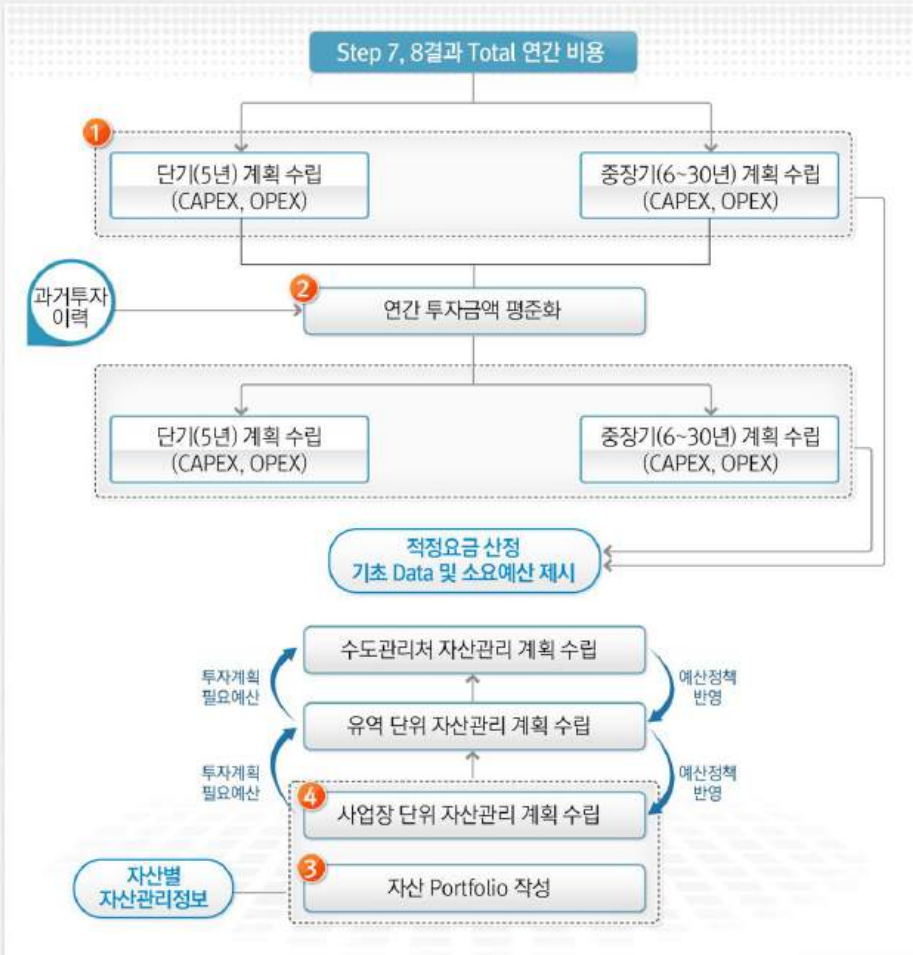 Step 7, 8결과 Total 연간 비용
1
단기(5년) 계획 수립
(CAPEX, OPEX)
중장기(6~30년) 계획 수립
(CAPEX, OPEX)
과거투자
이력
2
연간 투자금액 평준화
단기(5년) 계획 수립
(CAPEX, OPEX)
중장기(6~30년) 계획 수립
(CAPEX, OPEX)
적정요금 산정
기초 Data 및 소요예산 제시
수도관리처 자산관리 계획 수립
투자계획
필요예산
예산정책
반영
유역 단위 자산관리 계획 수립
투자계획
필요예산
예산정책
반영
4
사업장 단위 자산관리 계획 수립
자산별
자산관리정보
3
자산 Portfolio 작성